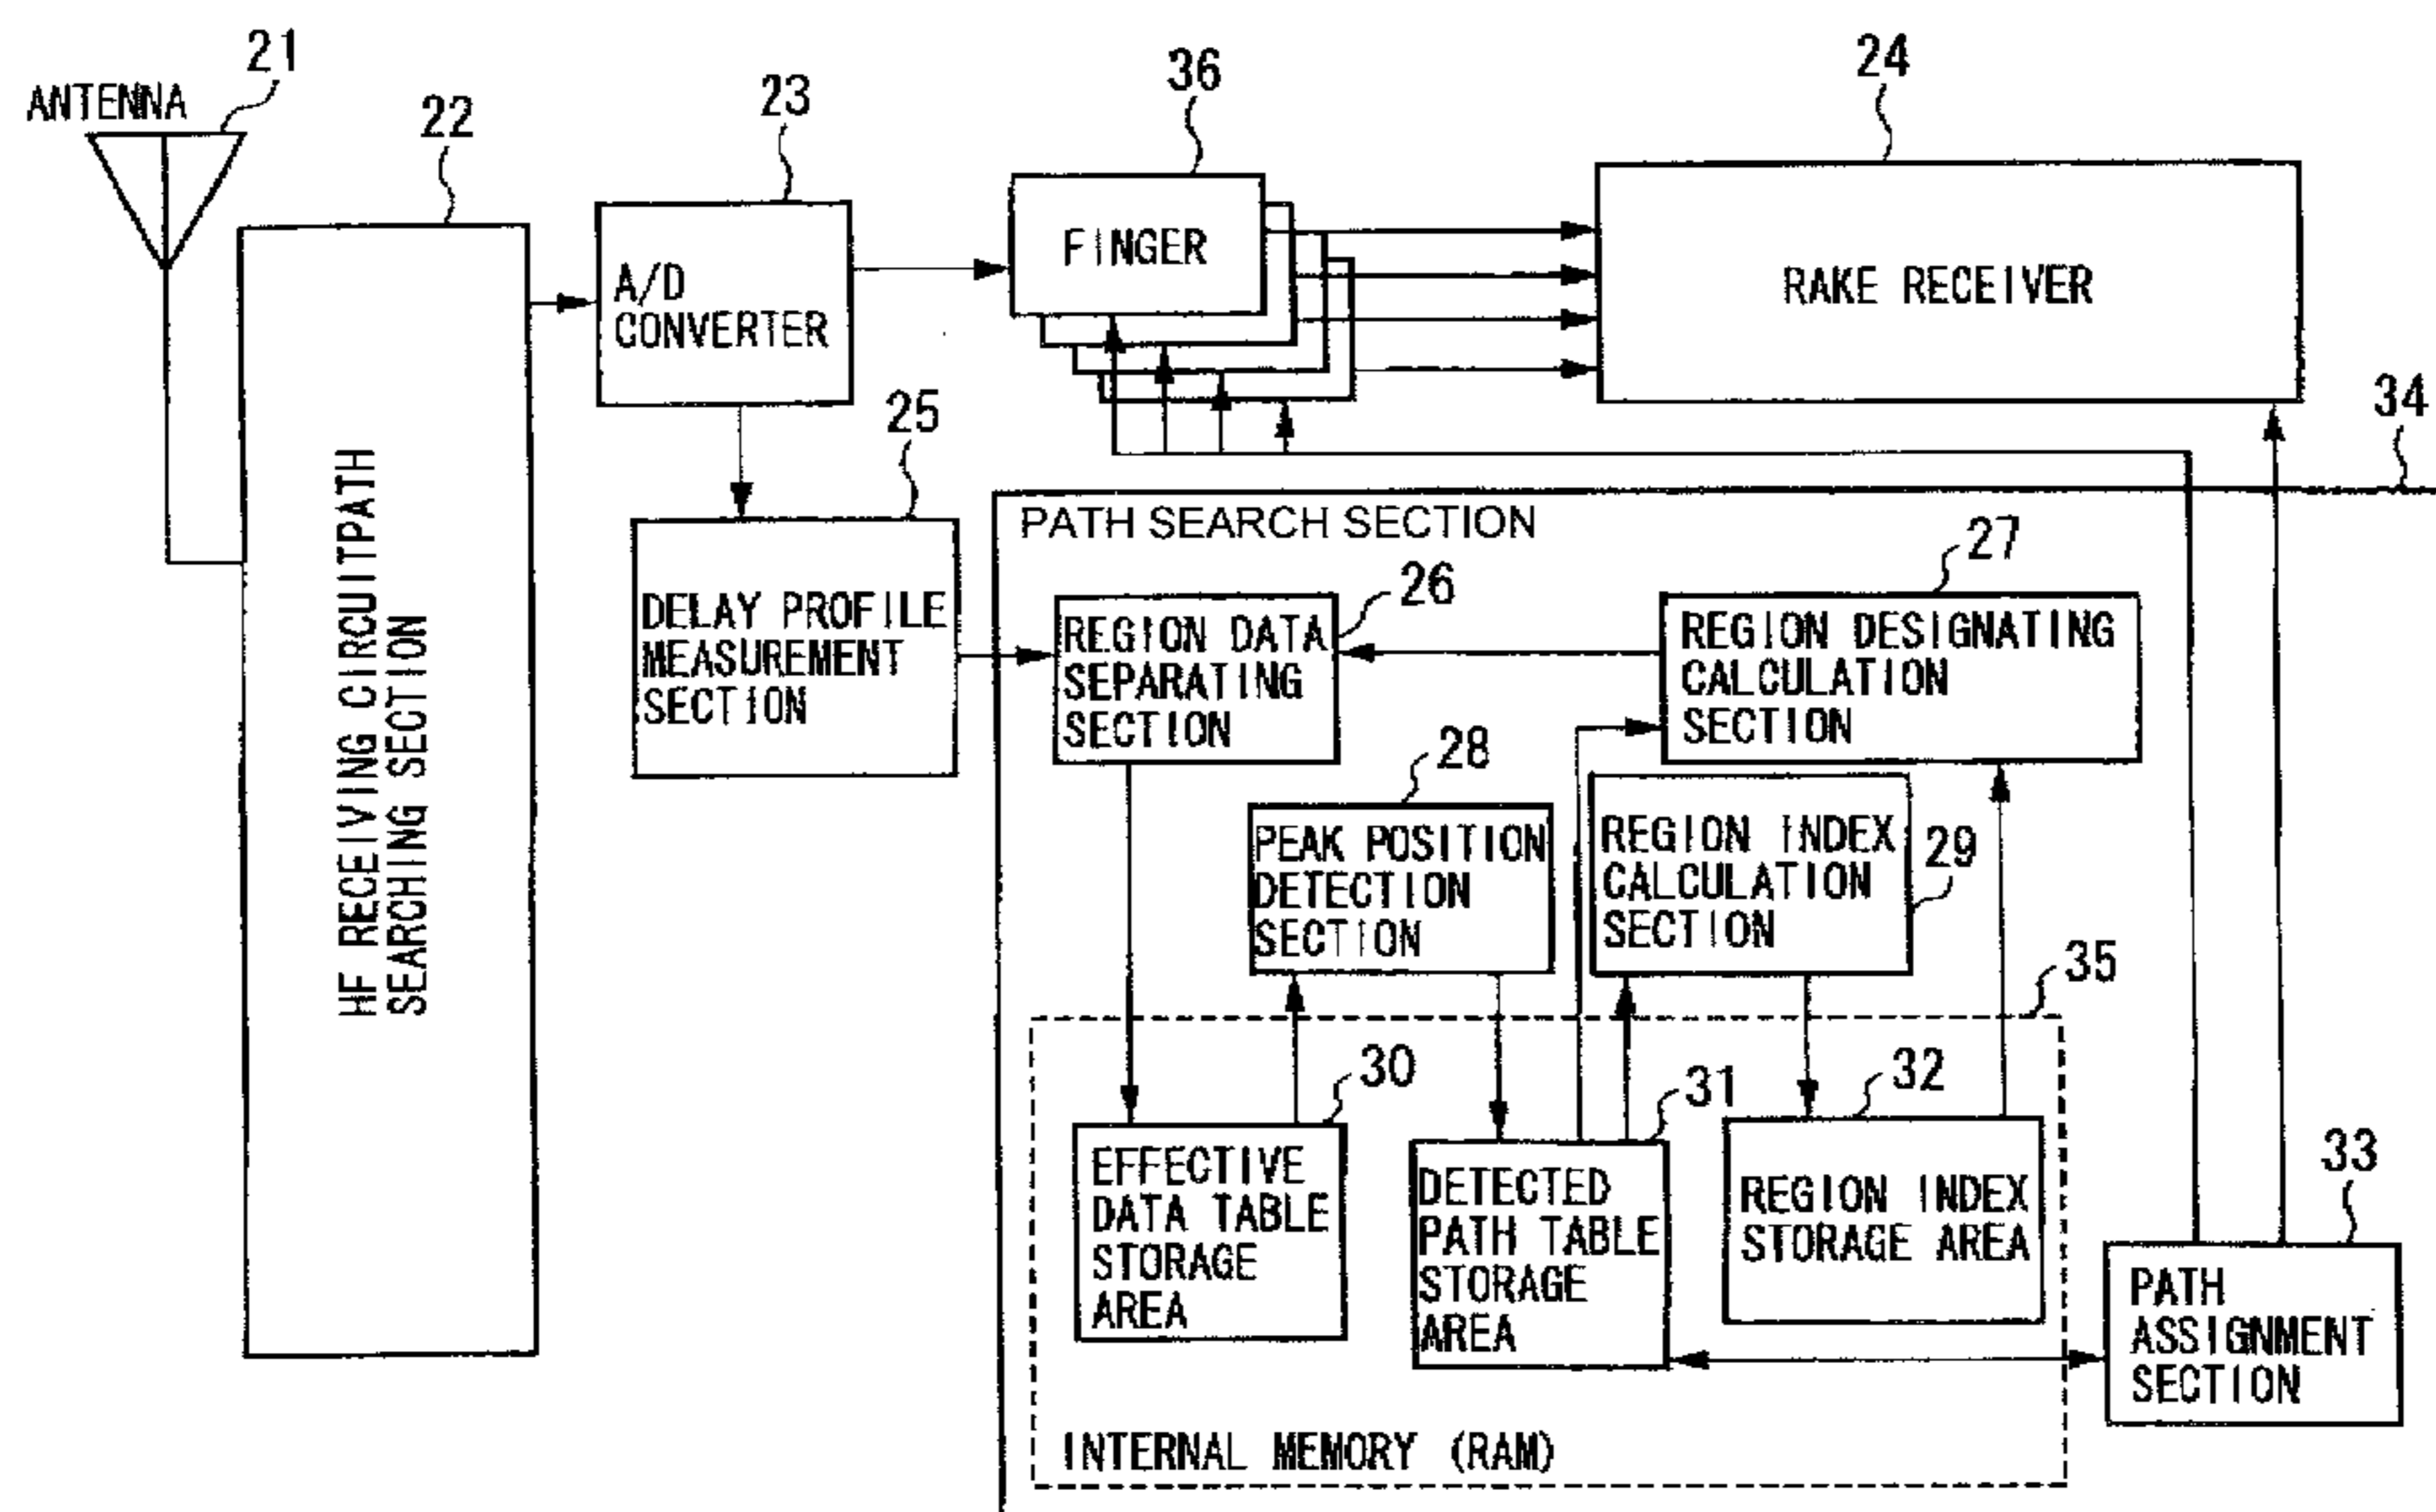 21
ANTENNA
22
23
36
24
FINGER
A/D
CONVERTER
RAKE RECEIVER
34
25
HF RECEIVING CIRCUITPATH
SEARCHING SECTION
DELAY PROFILE
MEASUREMENT
SECTION
PATH SEARCH SECTION
26
27
REGION DATA
SEPARATING
SECTION
REGION DESIGNATING
CALCULATION
SECTION
28
PEAK POSITION
DETECTION
SECTION
REGION INDEX
CALCULATION
SECTION
29
35
30
31
32
33
EFFECTIVE
DATA TABLE
STORAGE
AREA
DETECTED
PATH TABLE
STORAGE
AREA
REGION INDEX
STORAGE AREA
PATH
ASSIGNMENT
SECTION
INTERNAL MEMORY (RAM)